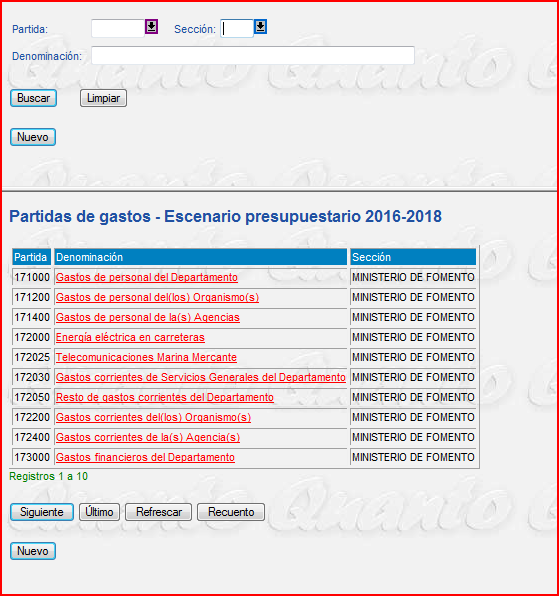 Partida: Sección:
Denominación:
Buscar Limpiar
Nuevo
Partidas de gastos - Escenario presupuestario 2016-2018
Partida Denominación Sección
171000 Gastos de personal del Departamento MINISTERIO DE FOMENTO
171200 Gastos de personal del(los) Organismo(s) MINISTERIO DE FOMENTO
171400 Gastos de personal de la(s) Agencias MINISTERIO DE FOMENTO
172000 Energía eléctrica en carreteras MINISTERIO DE FOMENTO
172025 Telecomunicaciones Marina Mercante MINISTERIO DE FOMENTO
172030 Gastos corrientes de Servicios Generales del Departamento MINISTERIO DE FOMENTO
172050 Resto de gastos corrientes del Departamento MINISTERIO DE FOMENTO
172200 Gastos corrientes del(los) Organismo(s) MINISTERIO DE FOMENTO
172400 Gastos corrientes de la(s) Agencia(s) MINISTERIO DE FOMENTO
173000 Gastos financieros del Departamento MINISTERIO DE FOMENTO
Registros 1 a 10
Siguiente Último Refrescar Recuento
Nuevo
Quanto Quanto